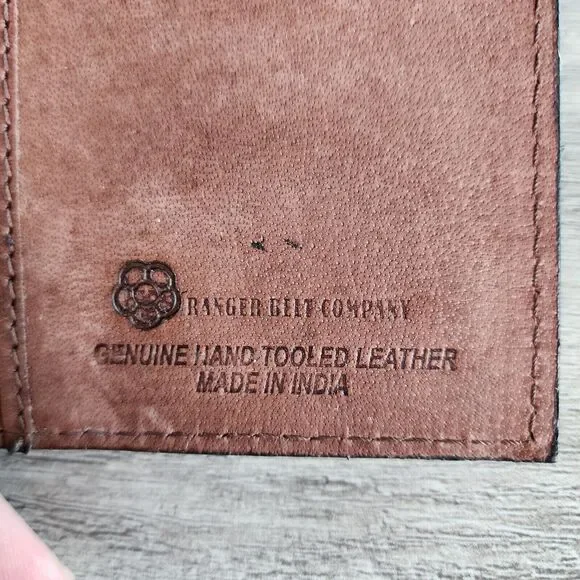 RANGER BELT COMPANY
GENUINE HAND TOOLED LEATHER
MADE IN INDIA